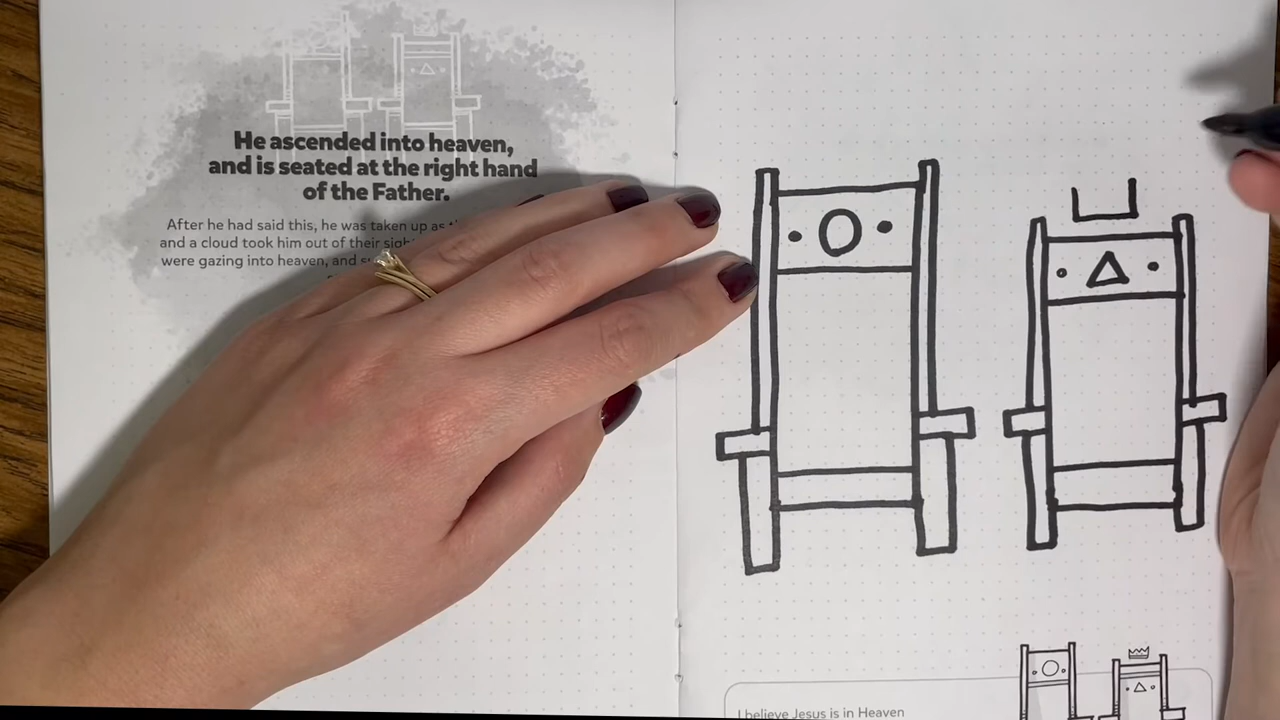 He ascended into heaven,
and is seated at the right hand
of the Father.
After he had said this, he was taken up as
and a cloud took him out of their
were gazing into heaven, and
I believe Jesus is in Heaven